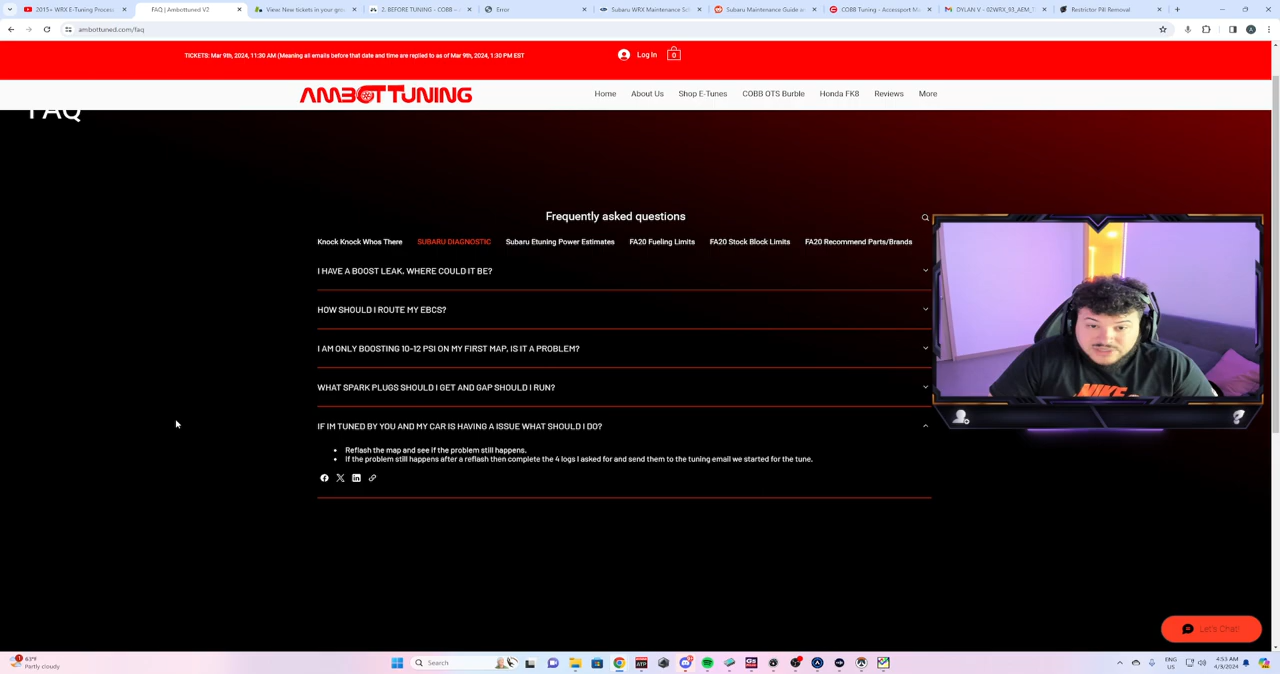 2015+ WRX E-Tuning Proces
FAQ | Ambottuned V2
View: New tickets in your grou
2. BEFORE TUNING - COBB -
Error
Subaru WRX Maintenance Sc
Subaru Maintenance Guide
COBB Tuning - Accessport M
DYLAN V - 02WRX_93_AEM_
Restrictor Pill Removal
ambottuned.com/faq
TICKETS: Mar 9th, 2024, 11:30 AM (Meaning all emails before that date and time are replied to as of Mar 9th, 2024, 1:30 PM EST
Log In
0
AMBOTTUNING
Home
About Us
Shop E-Tunes
COBB OTS Burble
Honda FK8
Reviews
More
FAQ
Frequently asked questions
Knock Knock Whos There
SUBARU DIAGNOSTIC
Subaru Etuning Power Estimates
FA20 Fueling Limits
FA20 Stock Block Limits
FA20 Recommend Parts/Brands
I HAVE A BOOST LEAK, WHERE COULD IT BE?
HOW SHOULD I ROUTE MY EBCS?
I AM ONLY BOOSTING 10-12 PSI ON MY FIRST MAP, IS IT A PROBLEM?
WHAT SPARK PLUGS SHOULD I GET AND GAP SHOULD I RUN?
IF IM TUNED BY YOU AND MY CAR IS HAVING A ISSUE WHAT SHOULD I DO?
Reflash the map and see if the problem still happens.
If the problem still happens after a reflash then complete the 4 logs I asked for and send them to the tuning email we started for the tune.
NIKE
Let's Chat!
63°F
Partly cloudy
Search
ENG
US
4:53 AM
4/3/2024